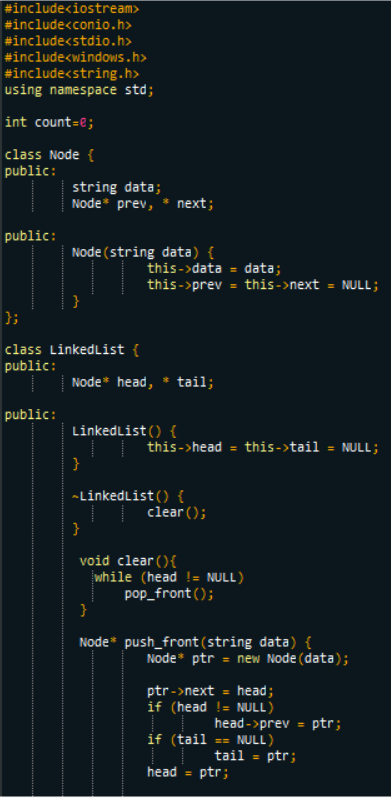 #include<iostream>
#include<conio.h>
#include<stdio.h>
#include<windows.h>
#include<string.h>
using namespace std;
int count=0;
class Node {
public:
string data;
Node* prev, * next;
public:
Node(string data) {
this->data = data;
this->prev = this->next = NULL;
}
};
class LinkedList {
public:
Node* head, * tail;
public:
LinkedList() {
this->head = this->tail = NULL;
}
~LinkedList() {
clear();
}
void clear(){
while (head != NULL)
pop_front();
}
Node* push_front(string data) {
Node* ptr = new Node(data);
ptr->next = head;
if (head != NULL)
head->prev = ptr;
if (tail == NULL)
tail = ptr;
head = ptr;